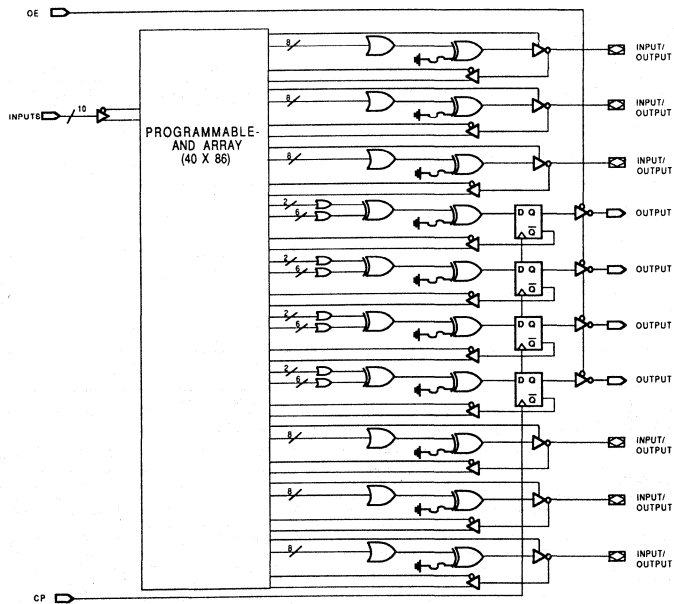 OE
8
INPUT/
OUTPUT
8
INPUT/
OUTPUT
INPUTS
10
PROGRAMMABLE-
AND ARRAY
(40 X 86)
8
INPUT/
OUTPUT
2
6
D Q
Q
OUTPUT
2
6
D Q
Q
OUTPUT
2
6
D Q
Q
OUTPUT
2
6
D Q
Q
OUTPUT
8
INPUT/
OUTPUT
8
INPUT/
OUTPUT
8
INPUT/
OUTPUT
CP